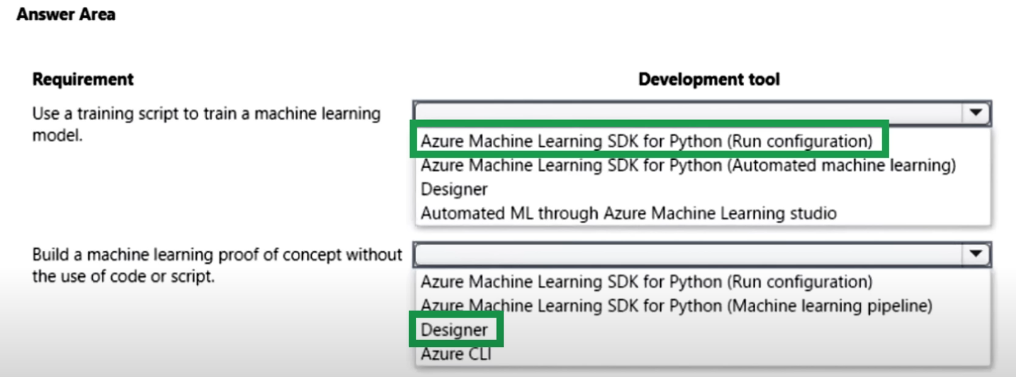 Answer Area
Requirement
Development tool
Use a training script to train a machine learning
model.
Azure Machine Learning SDK for Python (Run configuration)
Azure Machine Learning SDK for Python (Automated machine learning)
Designer
Automated ML through Azure Machine Learning studio
Build a machine learning proof of concept without
the use of code or script.
Azure Machine Learning SDK for Python (Run configuration)
Azure Machine Learning SDK for Python (Machine learning pipeline)
Designer
Azure CLI